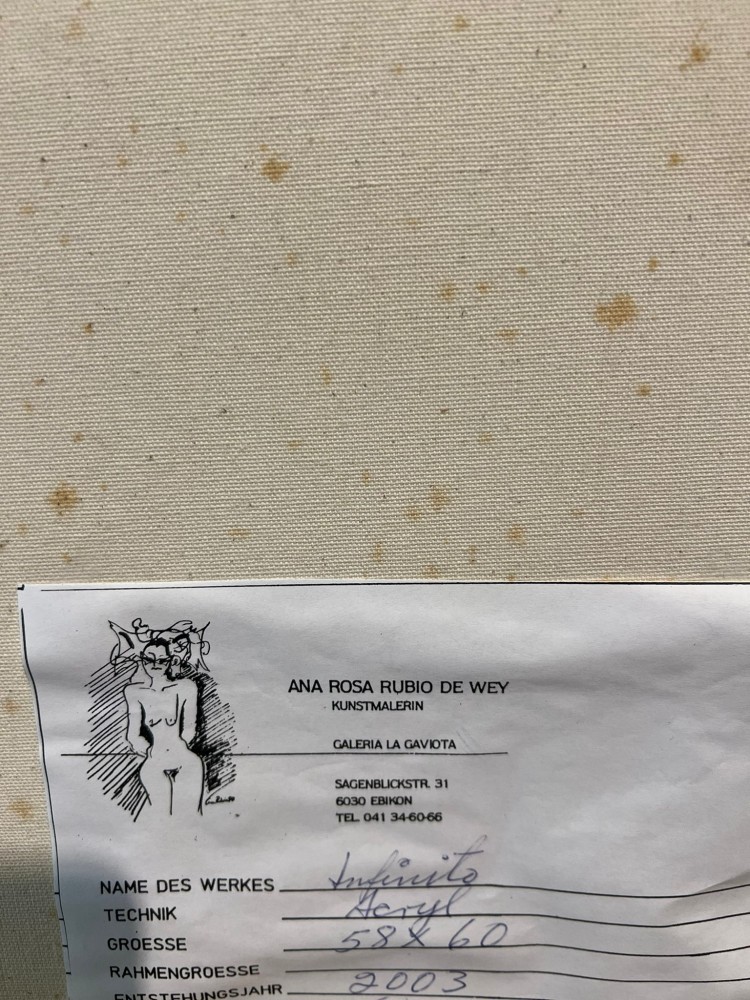 ANA ROSA RUBIO DE WEY
KUNSTMALERIN
GALERIA LA GAVIOTA
SAGENBLICKSTR. 31
6030 EBIKON
TEL. 041 34-60-66
NAME DES WERKES Infinito
TECHNIK Acryl
GROESSE 58 X 60
RAHMENGROESSE
ENTSTEHUNGSJAHR 2003